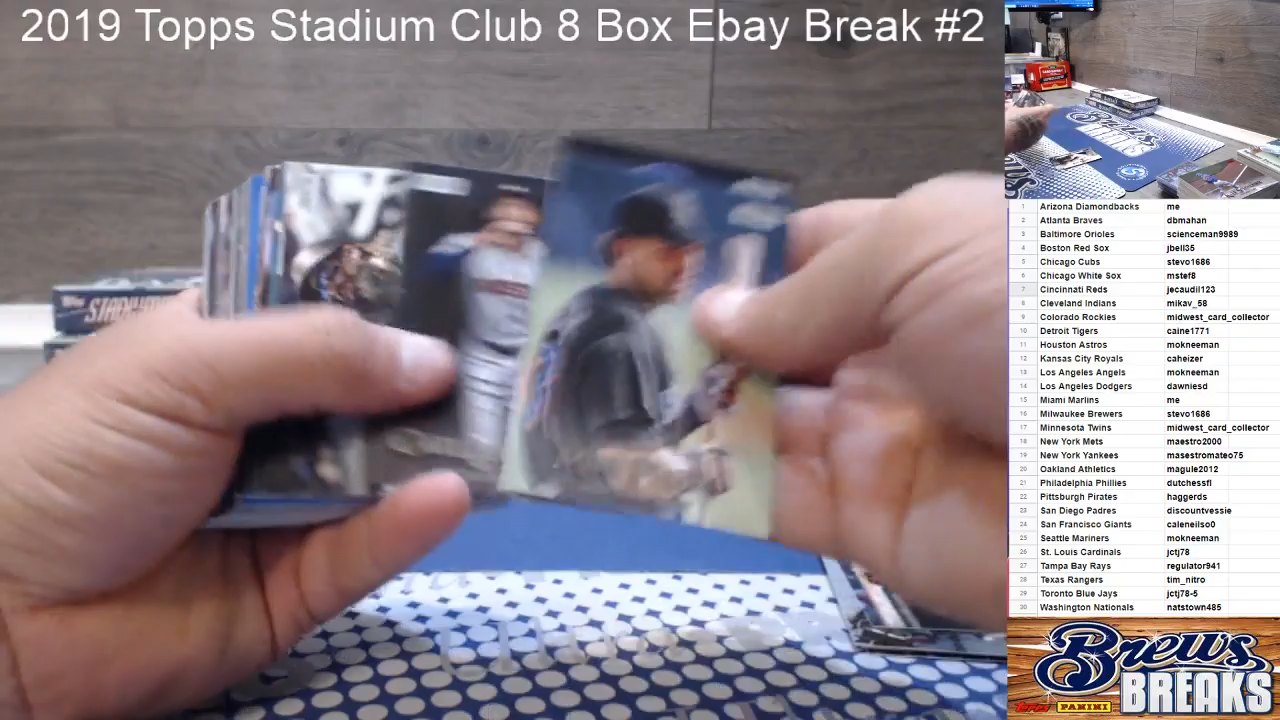 2019 Topps Stadium Club 8 Box Ebay Break #2
1 Arizona Diamondbacks me
2 Atlanta Braves dbmahan
3 Baltimore Orioles scienceman9989
4 Boston Red Sox jbell35
5 Chicago Cubs stevo1686
6 Chicago White Sox mstef8
7 Cincinnati Reds jecaudil123
8 Cleveland Indians mikav_58
9 Colorado Rockies midwest_card_collector
10 Detroit Tigers caine1771
11 Houston Astros mokneeman
12 Kansas City Royals caheizer
13 Los Angeles Angels mokneeman
14 Los Angeles Dodgers dawniesd
15 Miami Marlins me
16 Milwaukee Brewers stevo1686
17 Minnesota Twins midwest_card_collector
18 New York Mets maestro2000
19 New York Yankees masestromateo75
20 Oakland Athletics magule2012
21 Philadelphia Phillies dutchessfl
22 Pittsburgh Pirates haggerds
23 San Diego Padres discountvessie
24 San Francisco Giants caleneilso0
25 Seattle Mariners mokneeman
26 St. Louis Cardinals jctj78
27 Tampa Bay Rays regulator941
28 Texas Rangers tim_nitro
29 Toronto Blue Jays jctj78-5
30 Washington Nationals natstown485
Brews
BREAKS
Topps PANINI